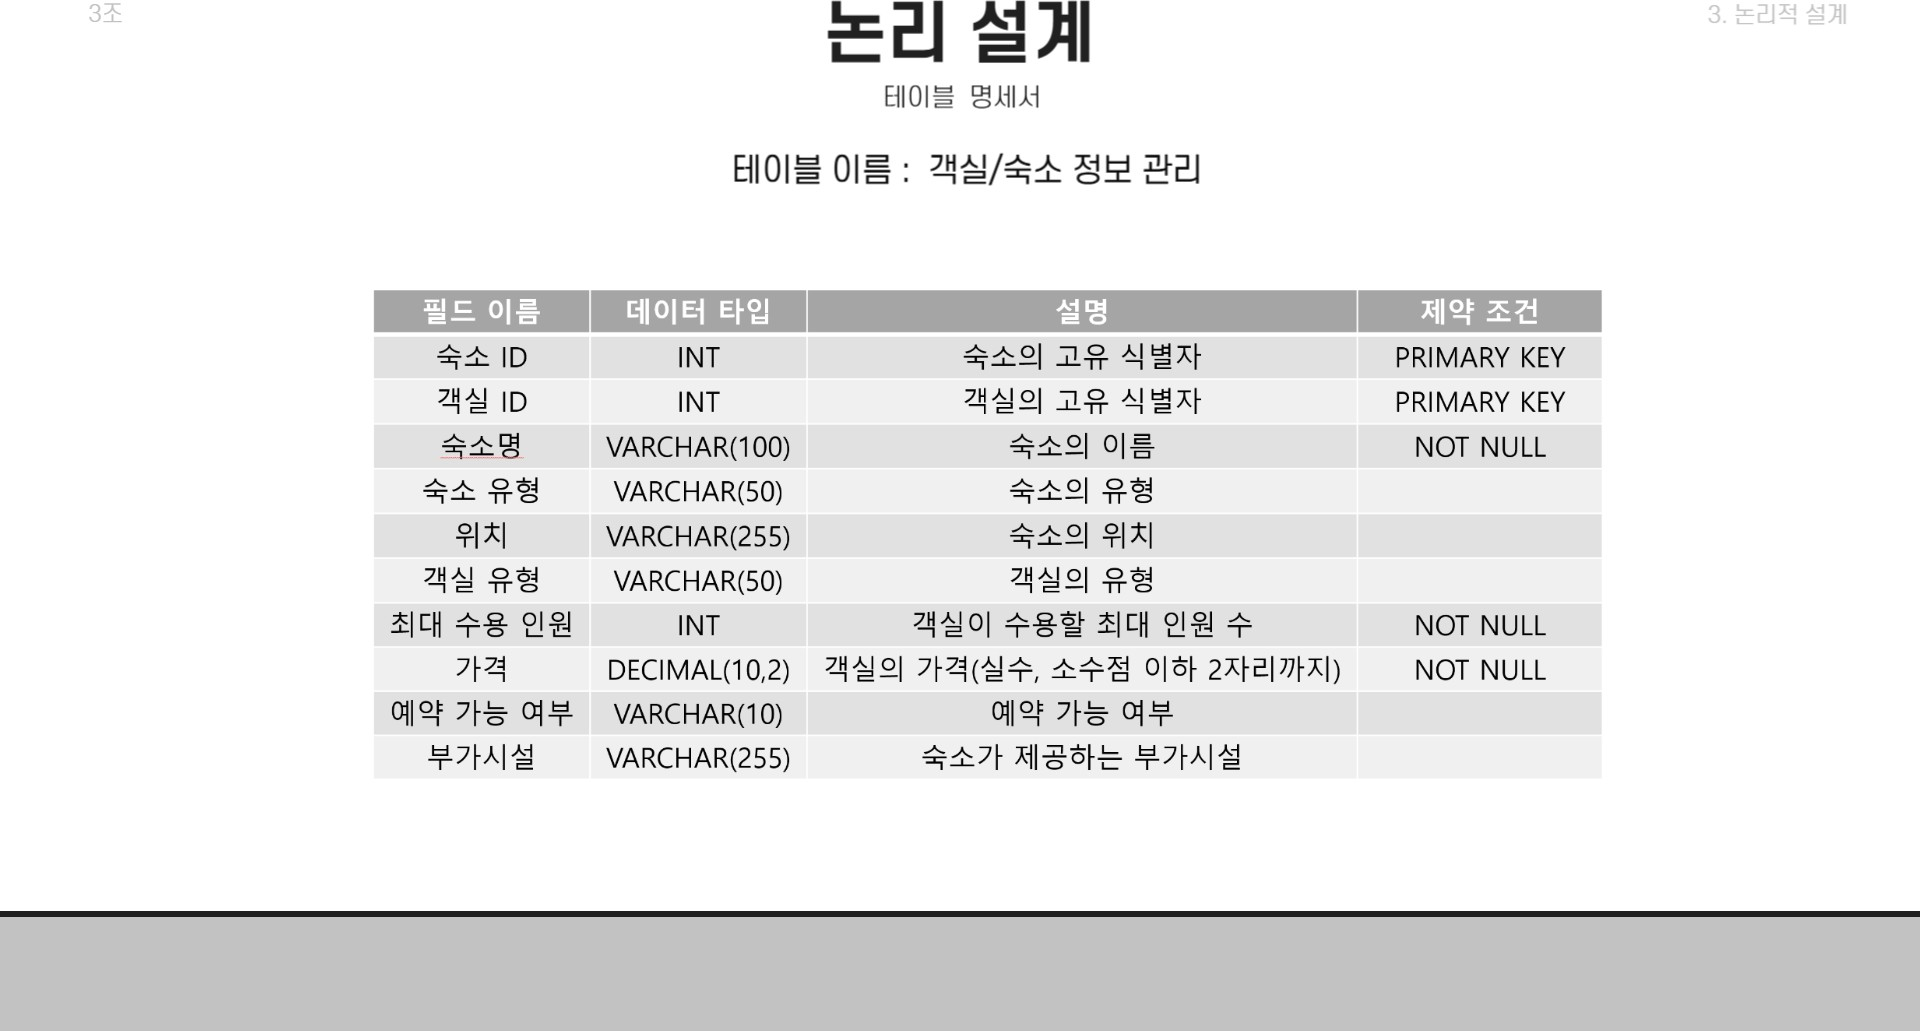 3조
3. 논리적 설계
논리 설계
테이블 명세서
테이블 이름 : 객실/숙소 정보 관리
필드 이름 데이터 타입 설명 제약 조건
숙소 ID INT 숙소의 고유 식별자 PRIMARY KEY
객실 ID INT 객실의 고유 식별자 PRIMARY KEY
숙소명 VARCHAR(100) 숙소의 이름 NOT NULL
숙소 유형 VARCHAR(50) 숙소의 유형
위치 VARCHAR(255) 숙소의 위치
객실 유형 VARCHAR(50) 객실의 유형
최대 수용 인원 INT 객실이 수용할 최대 인원 수 NOT NULL
가격 DECIMAL(10,2) 객실의 가격(실수, 소수점 이하 2자리까지) NOT NULL
예약 가능 여부 VARCHAR(10) 예약 가능 여부
부가시설 VARCHAR(255) 숙소가 제공하는 부가시설